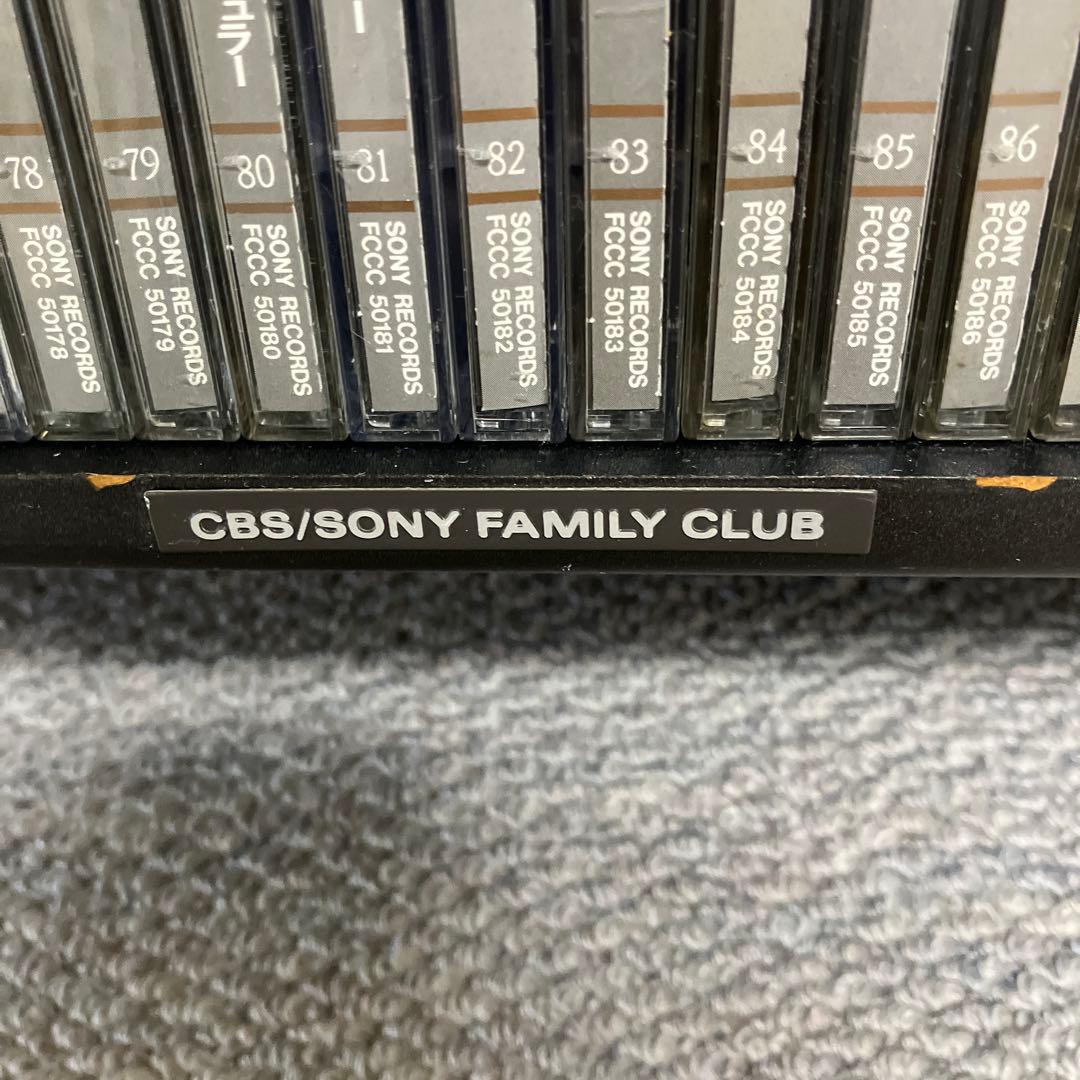 ュラー
ー
78
SONY RECORDS
FCCC 50178
79
SONY RECORDS
FCCC 50179
80
SONY RECORDS
FCCC 50180
81
SONY RECORDS
FCCC 50181
82
SONY RECORDS
FCCC 50182
83
SONY RECORDS
FCCC 50183
84
SONY RECORDS
FCCC 50184
85
SONY RECORDS
FCCC 50185
86
SONY RECORDS
FCCC 50186
CBS/SONY FAMILY CLUB